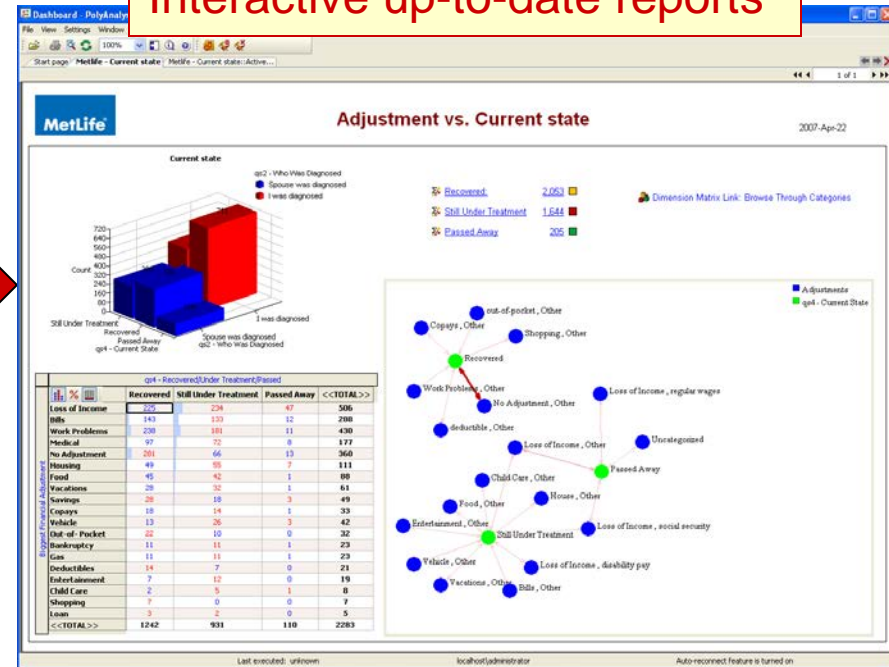 Interactive up-to-date reports
Dashboard - PolyAnaly
File View Settings Window
100%
Start page Metlife - Current state Metlife - Current state::Active...
1 of 1
MetLife
Adjustment vs. Current state
2007-Apr-22
Current state
qs2 - Who Was Diagnosed
Spouse was diagnosed
I was diagnosed
720
640
560
480
400
320
240
160
80
0
Count
Still Under Treatment
Recovered
Passed Away
qs4 - Current State
Spouse was diagnosed
I was diagnosed
qs2 - Who Was Diagnosed
Recovered: 2,053
Still Under Treatment 1,644
Passed Away 205
Dimension Matrix Link: Browse Through Categories
Adjustments
qs4 - Current State
out-of-pocket, Other
Copays, Other
Shopping, Other
Recovered
Work Problems, Other
No Adjustment, Other
deductible, Other
Loss of Income, regular wages
Loss of Income, Other
Uncategorized
Passed Away
Child Care, Other
House, Other
Food, Other
Entertainment, Other
Still Under Treatment
Loss of Income, social security
Vehicle, Other
Loss of Income, disability pay
Vacations, Other
Bills, Other
qs4 - Recovered/Under Treatment/Passed
Recovered Still Under Treatment Passed Away <<TOTAL>>
Biggest Financial Adjustment
Loss of Income 225 234 47 506
Bills 143 133 12 288
Work Problems 238 181 11 430
Medical 97 72 8 177
No Adjustment 281 66 13 360
Housing 49 55 7 111
Food 45 42 1 88
Vacations 28 32 1 61
Savings 28 18 3 49
Copays 18 14 1 33
Vehicle 13 26 3 42
Out-of- Pocket 22 10 0 32
Bankruptcy 11 11 1 23
Gas 11 11 1 23
Deductibles 14 7 0 21
Entertainment 7 12 0 19
Child Care 2 5 1 8
Shopping 7 0 0 7
Loan 3 2 0 5
<<TOTAL>> 1242 931 110 2283
Last executed: unknown
localhost\administrator
Auto-reconnect feature is turned on